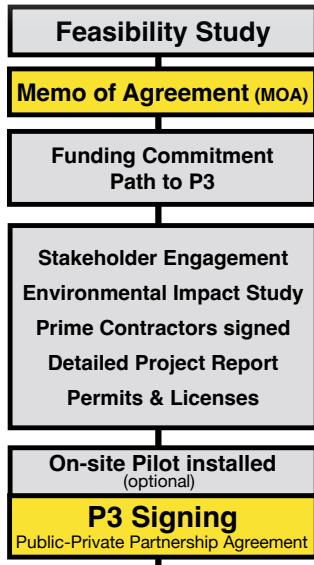 Feasibility Study
Memo of Agreement (MOA)
Funding Commitment
Path to P3
Stakeholder Engagement
Environmental Impact Study
Prime Contractors signed
Detailed Project Report
Permits & Licenses
On-site Pilot installed
(optional)
P3 Signing
Public-Private Partnership Agreement